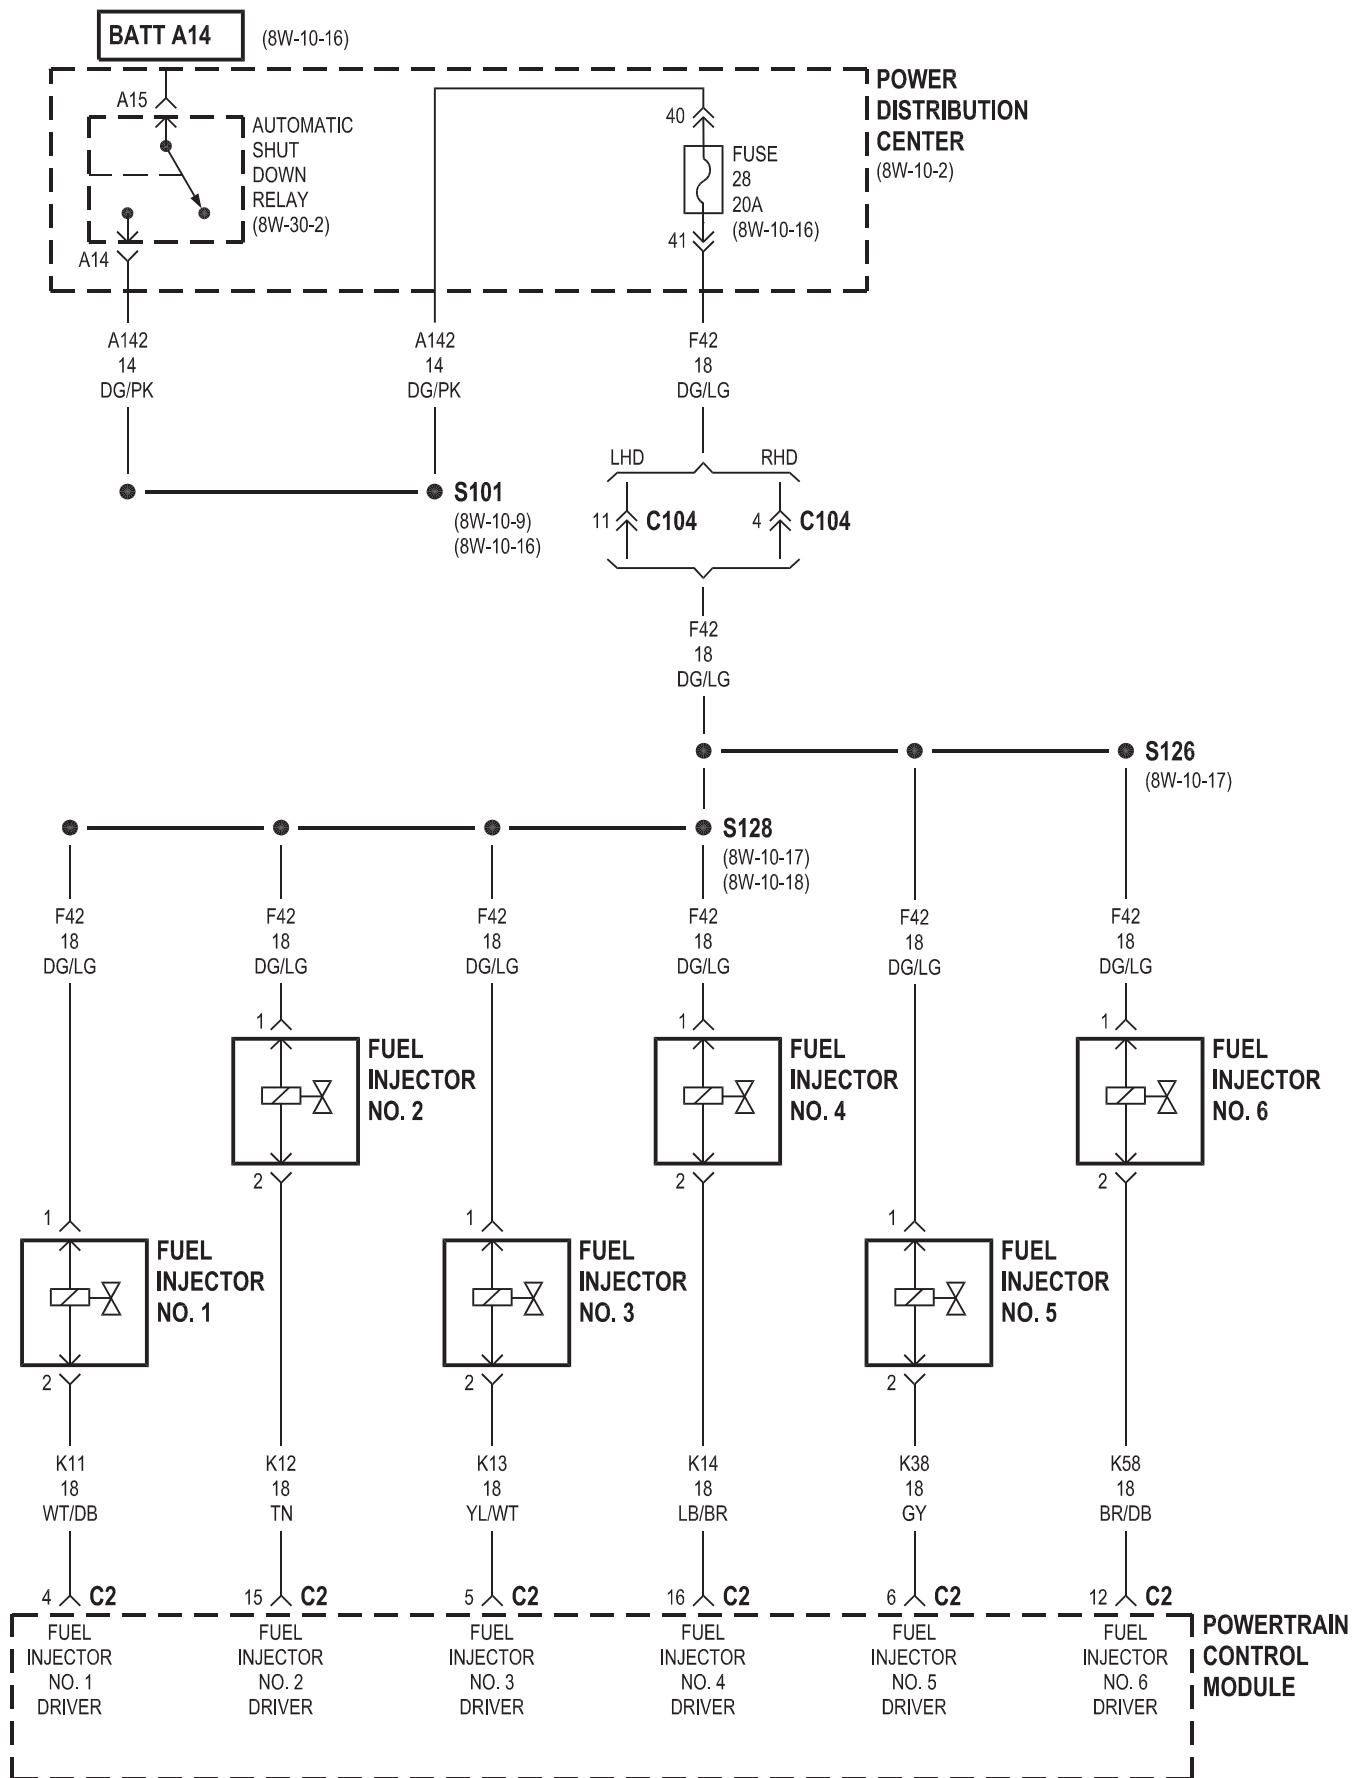 BATT A14 (8W-10-16)
POWER
DISTRIBUTION
CENTER
(8W-10-2)
A15
AUTOMATIC
SHUT
DOWN
RELAY
(8W-30-2)
A14
40
FUSE
28
20A
(8W-10-16)
41
A142
14
DG/PK
A142
14
DG/PK
F42
18
DG/LG
S101
(8W-10-9)
(8W-10-16)
LHD
RHD
11 C104
4 C104
F42
18
DG/LG
S126
(8W-10-17)
S128
(8W-10-17)
(8W-10-18)
F42
18
DG/LG
F42
18
DG/LG
F42
18
DG/LG
F42
18
DG/LG
F42
18
DG/LG
F42
18
DG/LG
1
FUEL
INJECTOR
NO. 2
2
1
FUEL
INJECTOR
NO. 4
2
1
FUEL
INJECTOR
NO. 6
2
1
FUEL
INJECTOR
NO. 1
2
1
FUEL
INJECTOR
NO. 3
2
1
FUEL
INJECTOR
NO. 5
2
K11
18
WT/DB
K12
18
TN
K13
18
YL/WT
K14
18
LB/BR
K38
18
GY
K58
18
BR/DB
4 C2
15 C2
5 C2
16 C2
6 C2
12 C2
FUEL
INJECTOR
NO. 1
DRIVER
FUEL
INJECTOR
NO. 2
DRIVER
FUEL
INJECTOR
NO. 3
DRIVER
FUEL
INJECTOR
NO. 4
DRIVER
FUEL
INJECTOR
NO. 5
DRIVER
FUEL
INJECTOR
NO. 6
DRIVER
POWERTRAIN
CONTROL
MODULE